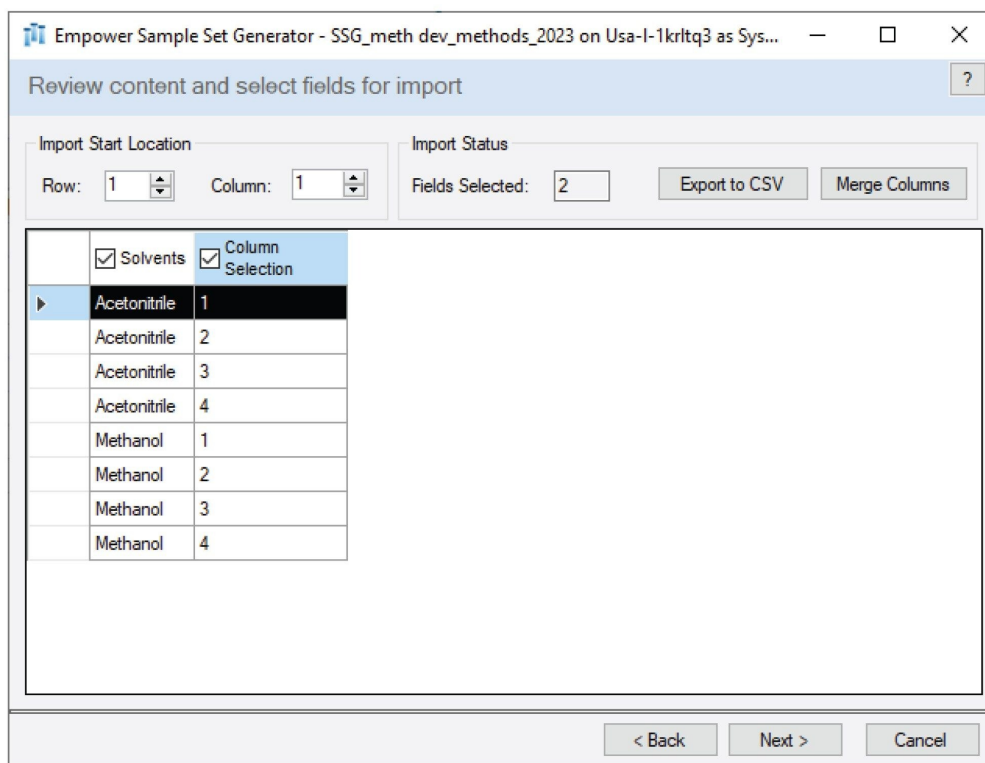 Empower Sample Set Generator - SSG_meth dev_methods_2023 on Usa-I-1krltq3 as Sys...
Review content and select fields for import
?
Import Start Location
Import Status
Row: 1 Column: 1 Fields Selected: 2 Export to CSV Merge Columns
Solvents Column
Selection
Acetonitrile 1
Acetonitrile 2
Acetonitrile 3
Acetonitrile 4
Methanol 1
Methanol 2
Methanol 3
Methanol 4
< Back Next > Cancel